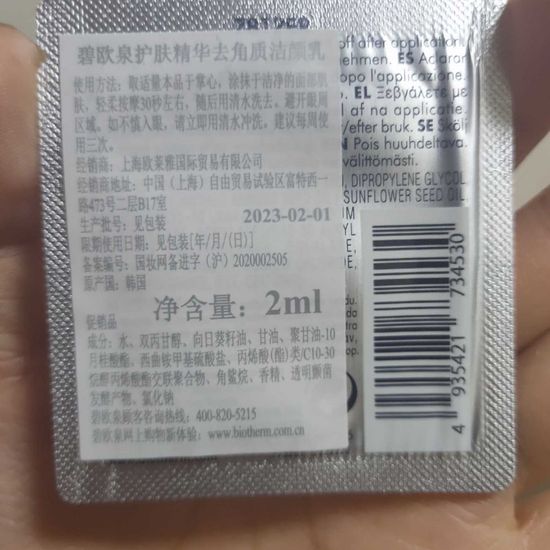 碧欧泉护肤精华去角质洁颜乳
使用方法：取适量本品于掌心，涂抹于洁净的面部肌
肤，轻柔按摩30秒左右，随后用清水洗去。避开眼周
区域。如不慎入眼，请立即用清水冲洗。建议每周使
用三次。
经销商：上海欧莱雅国际贸易有限公司
经销商地址：中国（上海）自由贸易试验区富特西一
路473号二层B17室
生产批号：见包装
2023-02-01
限期使用日期：见包装[年/月/(日)]
备案编号：国妆网备进字（沪）2020002505
原产国：韩国
净含量：2ml
促销品
成分：水、双丙甘醇、向日葵籽油、甘油、聚甘油-10
月桂酸酯、西曲铵甲基硫酸盐、丙烯酸(酯)类/C10-30
烷醇丙烯酸酯交联聚合物、角鲨烷、香精、透明颤菌
发酵产物、氯化钠
碧欧泉顾客咨询热线：400-820-5215
碧欧泉网上购物新体验：www.biotherm.com.cn
off after application.
nehmen. ES Aclarar
dopo l'applicazione.
EL Ξεβγάλετε με
af na applicatie.
efter bruk. SE Skölj
Pois huuhdeltava
välittömästi.
DIPROPYLENE GLYCOL
SUNFLOWER SEED OIL
4 935421 734530